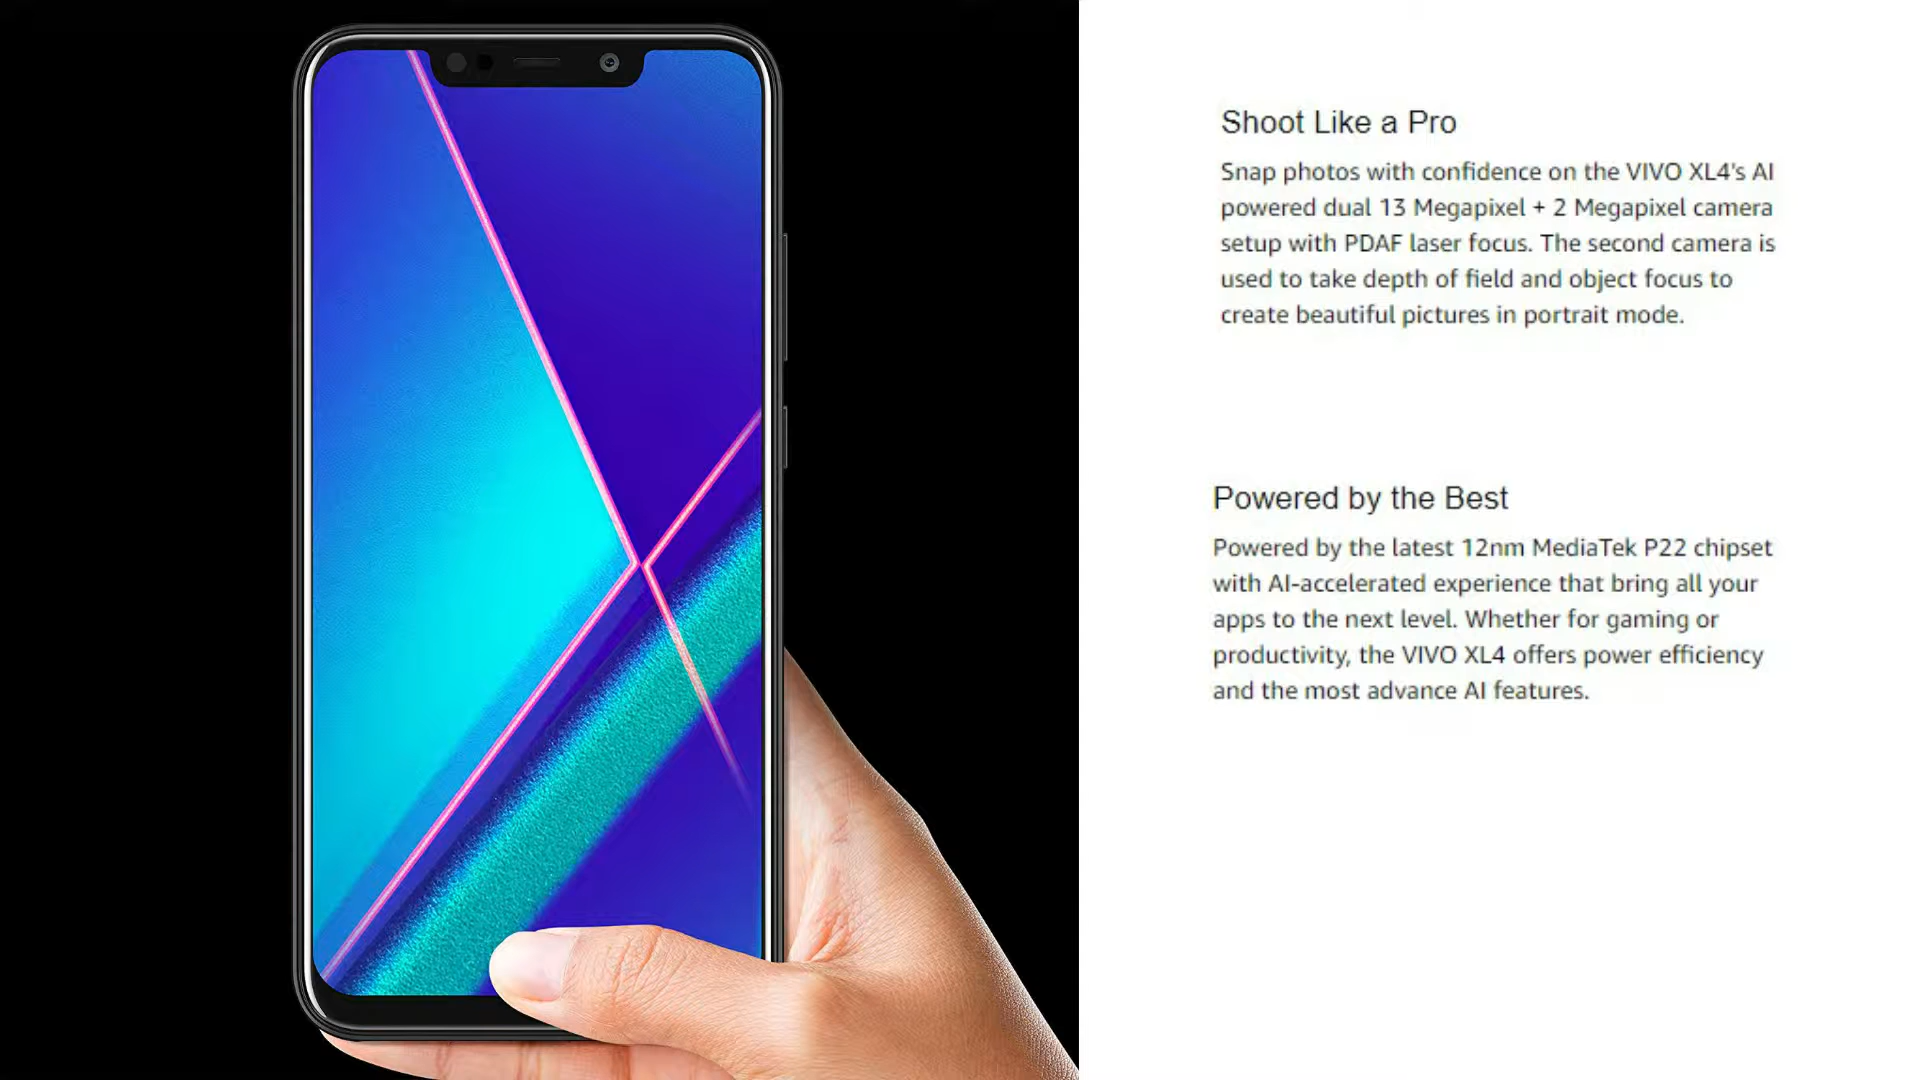 Shoot Like a Pro
Snap photos with confidence on the VIVO XL4's AI
powered dual 13 Megapixel + 2 Megapixel camera
setup with PDAF laser focus. The second camera is
used to take depth of field and object focus to
create beautiful pictures in portrait mode.
Powered by the Best
Powered by the latest 12nm MediaTek P22 chipset
with AI-accelerated experience that bring all your
apps to the next level. Whether for gaming or
productivity, the VIVO XL4 offers power efficiency
and the most advance AI features.